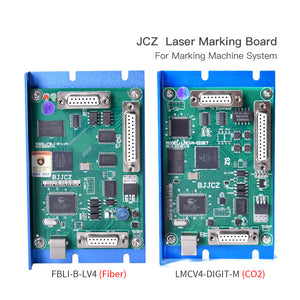 JCZ Laser Marking Board
For Marking Machine System
BJJCZ
BJJCZ
FBLI-B-LV4 (Fiber)
LMCV4-DIGIT-M (CO2)